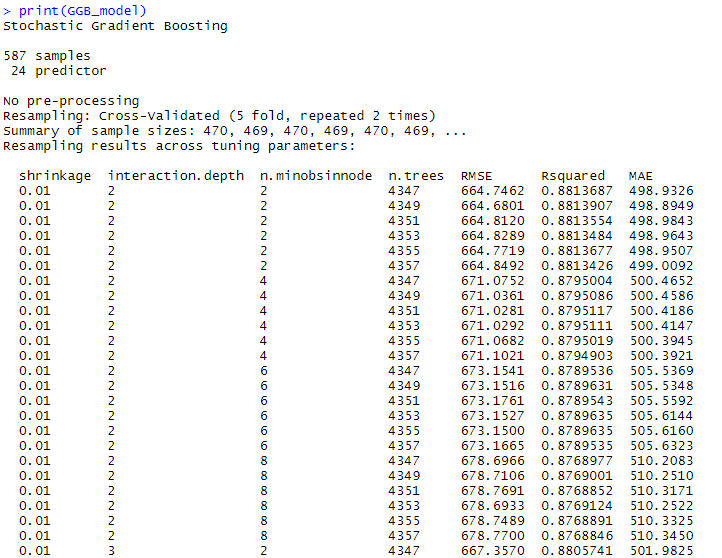 > print(GGB_model)
Stochastic Gradient Boosting
587 samples
24 predictor
No pre-processing
Resampling: Cross-Validated (5 fold, repeated 2 times)
Summary of sample sizes: 470, 469, 470, 469, 470, 469, ...
Resampling results across tuning parameters:
shrinkage interaction.depth n.minobsinnode n.trees RMSE Rsquared MAE
0.01 2 2 4347 664.7462 0.8813687 498.9326
0.01 2 2 4349 664.6801 0.8813907 498.8949
0.01 2 2 4351 664.8120 0.8813554 498.9843
0.01 2 2 4353 664.8289 0.8813484 498.9643
0.01 2 2 4355 664.7719 0.8813677 498.9507
0.01 2 2 4357 664.8492 0.8813426 499.0092
0.01 2 4 4347 671.0752 0.8795004 500.4652
0.01 2 4 4349 671.0361 0.8795086 500.4586
0.01 2 4 4351 671.0281 0.8795117 500.4186
0.01 2 4 4353 671.0292 0.8795111 500.4147
0.01 2 4 4355 671.0682 0.8795019 500.3945
0.01 2 4 4357 671.1021 0.8794903 500.3921
0.01 2 6 4347 673.1541 0.8789536 505.5369
0.01 2 6 4349 673.1516 0.8789631 505.5348
0.01 2 6 4351 673.1761 0.8789543 505.5592
0.01 2 6 4353 673.1527 0.8789635 505.6144
0.01 2 6 4355 673.1500 0.8789635 505.6160
0.01 2 6 4357 673.1665 0.8789535 505.6323
0.01 2 8 4347 678.6966 0.8768977 510.2083
0.01 2 8 4349 678.7106 0.8769001 510.2510
0.01 2 8 4351 678.7691 0.8768852 510.3171
0.01 2 8 4353 678.6933 0.8769124 510.2522
0.01 2 8 4355 678.7489 0.8768891 510.3325
0.01 2 8 4357 678.7700 0.8768846 510.3450
0.01 3 2 4347 667.3570 0.8805741 501.9825